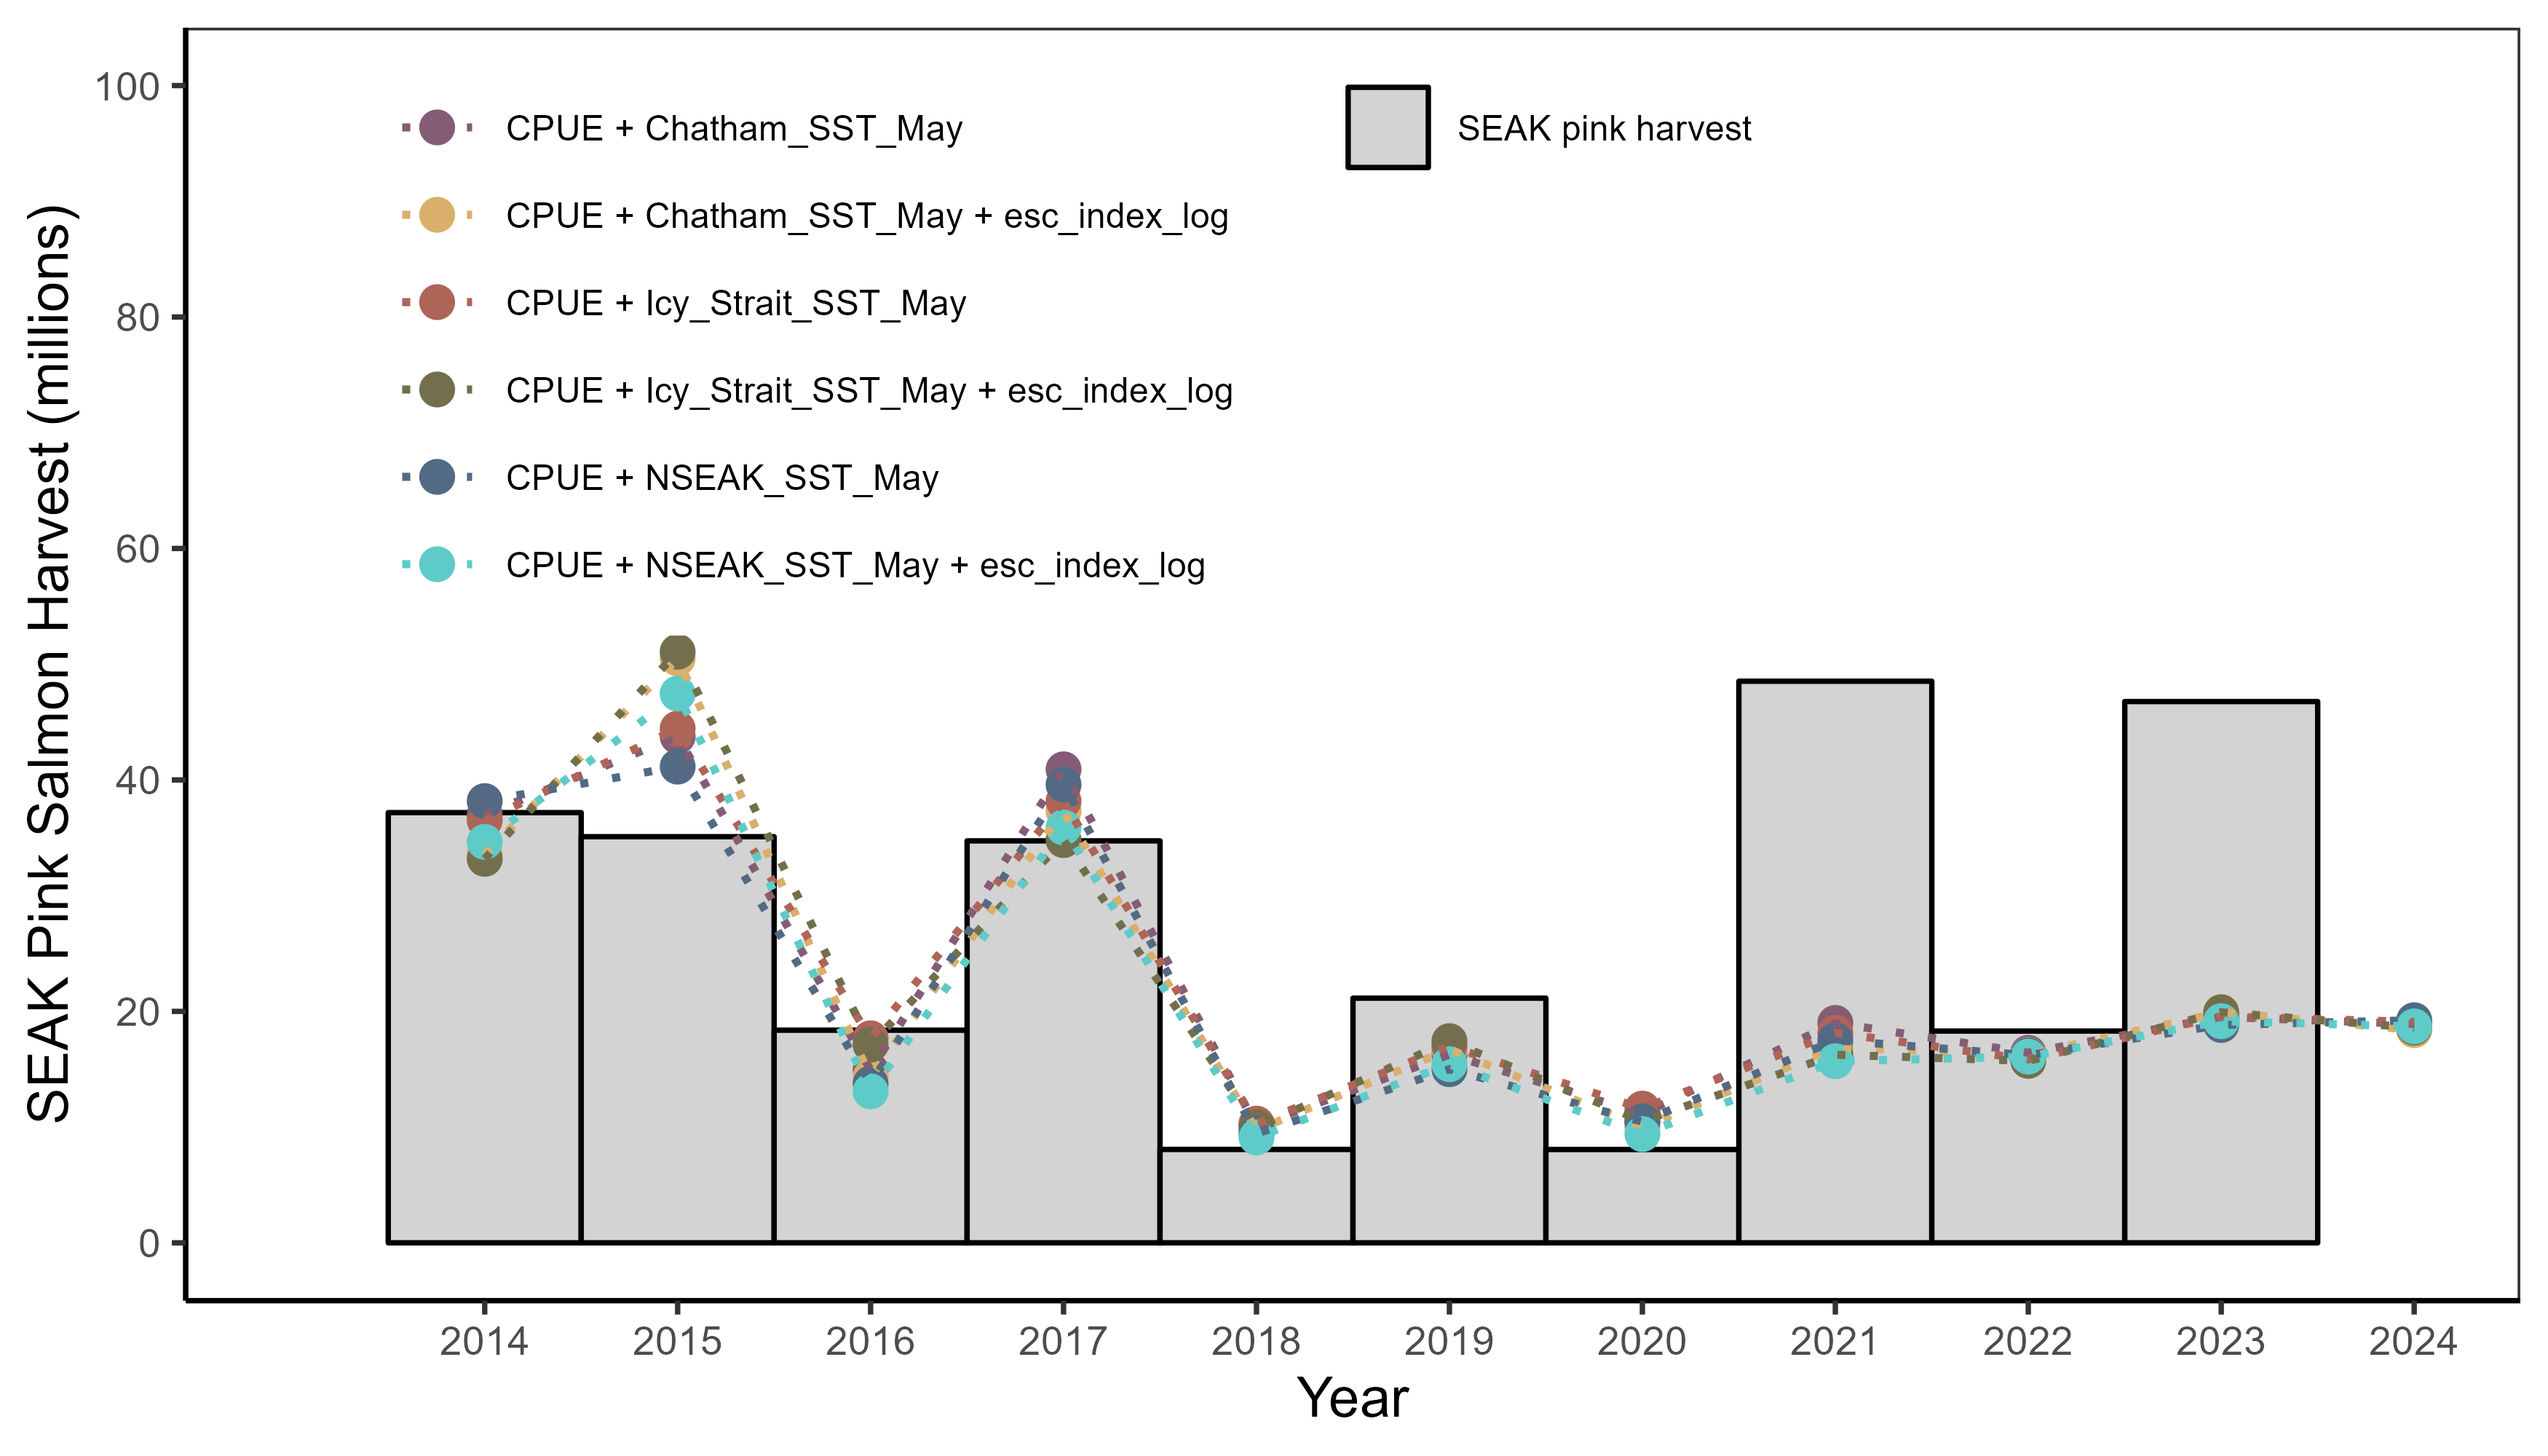 SEAK Pink Salmon Harvest (millions)
100
80
60
40
20
0
CPUE + Chatham_SST_May
CPUE + Chatham_SST_May + esc_index_log
CPUE + Icy_Strait_SST_May
CPUE + Icy_Strait_SST_May + esc_index_log
CPUE + NSEAK_SST_May
CPUE + NSEAK_SST_May + esc_index_log
SEAK pink harvest
2014 2015 2016 2017 2018 2019 2020 2021 2022 2023 2024
Year